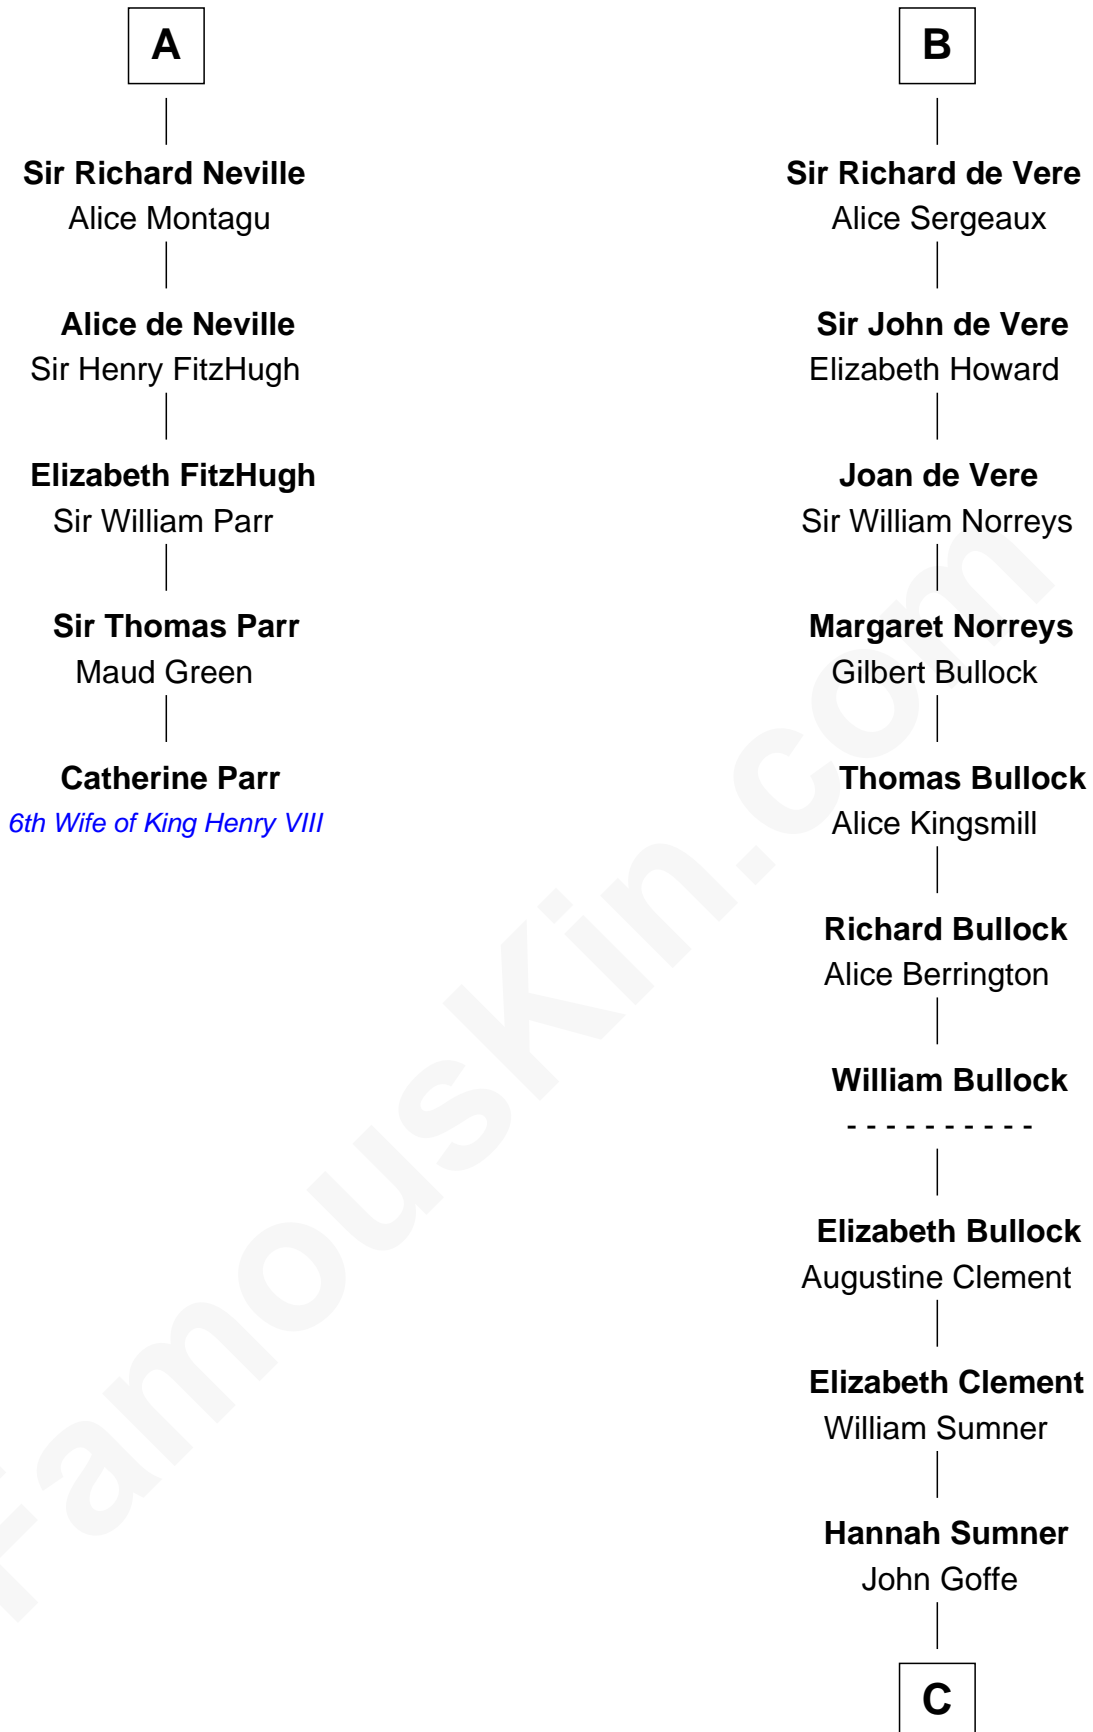 A
Sir Richard Neville
Alice Montagu
Alice de Neville
Sir Henry FitzHugh
Elizabeth FitzHugh
Sir William Parr
Sir Thomas Parr
Maud Green
Catherine Parr
6th Wife of King Henry VIII
B
Sir Richard de Vere
Alice Sergeaux
Sir John de Vere
Elizabeth Howard
Joan de Vere
Sir William Norreys
Margaret Norreys
Gilbert Bullock
Thomas Bullock
Alice Kingsmill
Richard Bullock
Alice Berrington
William Bullock
- - - - - - - - - -
Elizabeth Bullock
Augustine Clement
Elizabeth Clement
William Sumner
Hannah Sumner
John Goffe
C
FamousKin.com